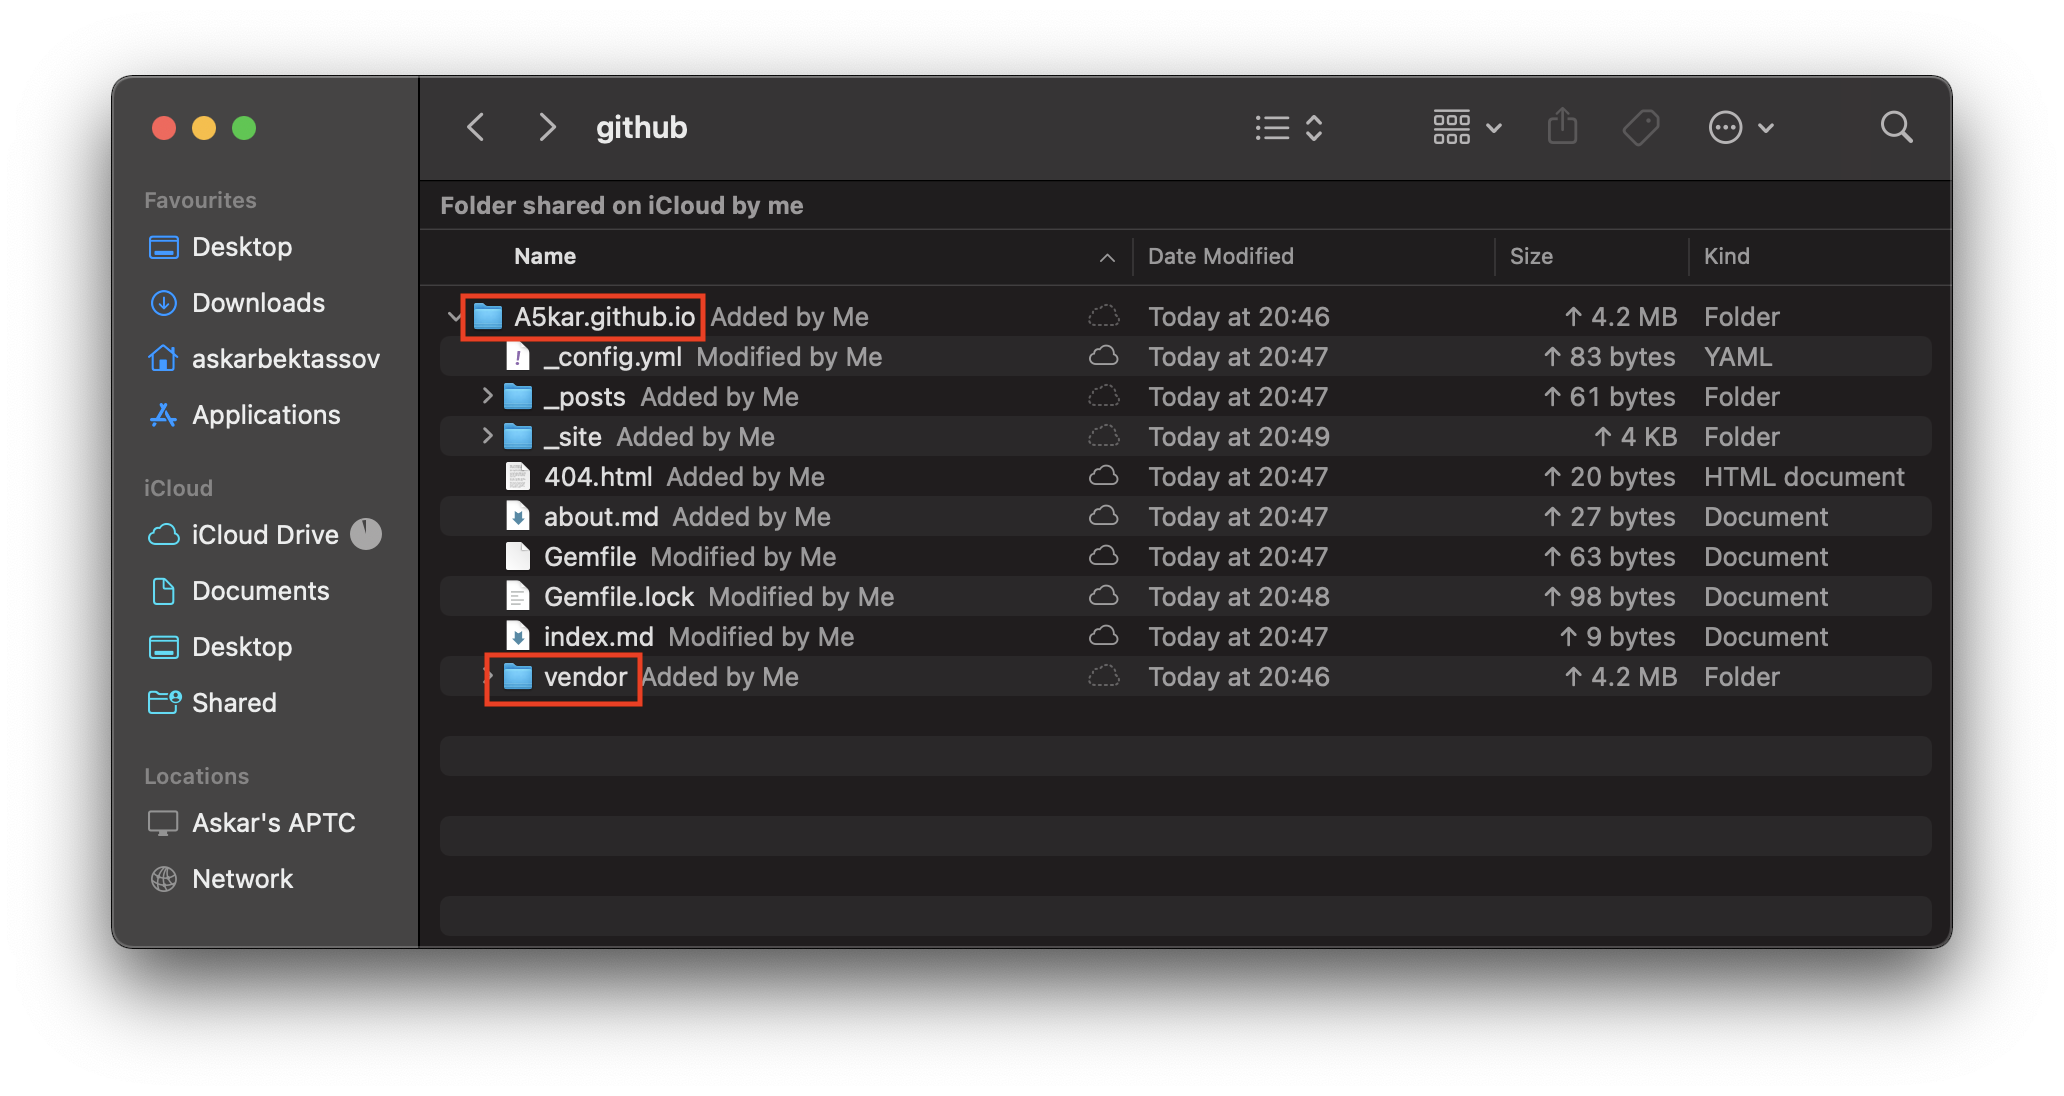 github
Favourites
Desktop
Downloads
askarbektassov
Applications
iCloud
iCloud Drive
Documents
Desktop
Shared
Locations
Askar's APTC
Network
Folder shared on iCloud by me
Name Date Modified Size Kind
A5kar.github.io Added by Me Today at 20:46 ↑ 4.2 MB Folder
_config.yml Modified by Me Today at 20:47 ↑ 83 bytes YAML
_posts Added by Me Today at 20:47 ↑ 61 bytes Folder
_site Added by Me Today at 20:49 ↑ 4 KB Folder
404.html Added by Me Today at 20:47 ↑ 20 bytes HTML document
about.md Added by Me Today at 20:47 ↑ 27 bytes Document
Gemfile Modified by Me Today at 20:47 ↑ 63 bytes Document
Gemfile.lock Modified by Me Today at 20:48 ↑ 98 bytes Document
index.md Modified by Me Today at 20:47 ↑ 9 bytes Document
vendor Added by Me Today at 20:46 ↑ 4.2 MB Folder